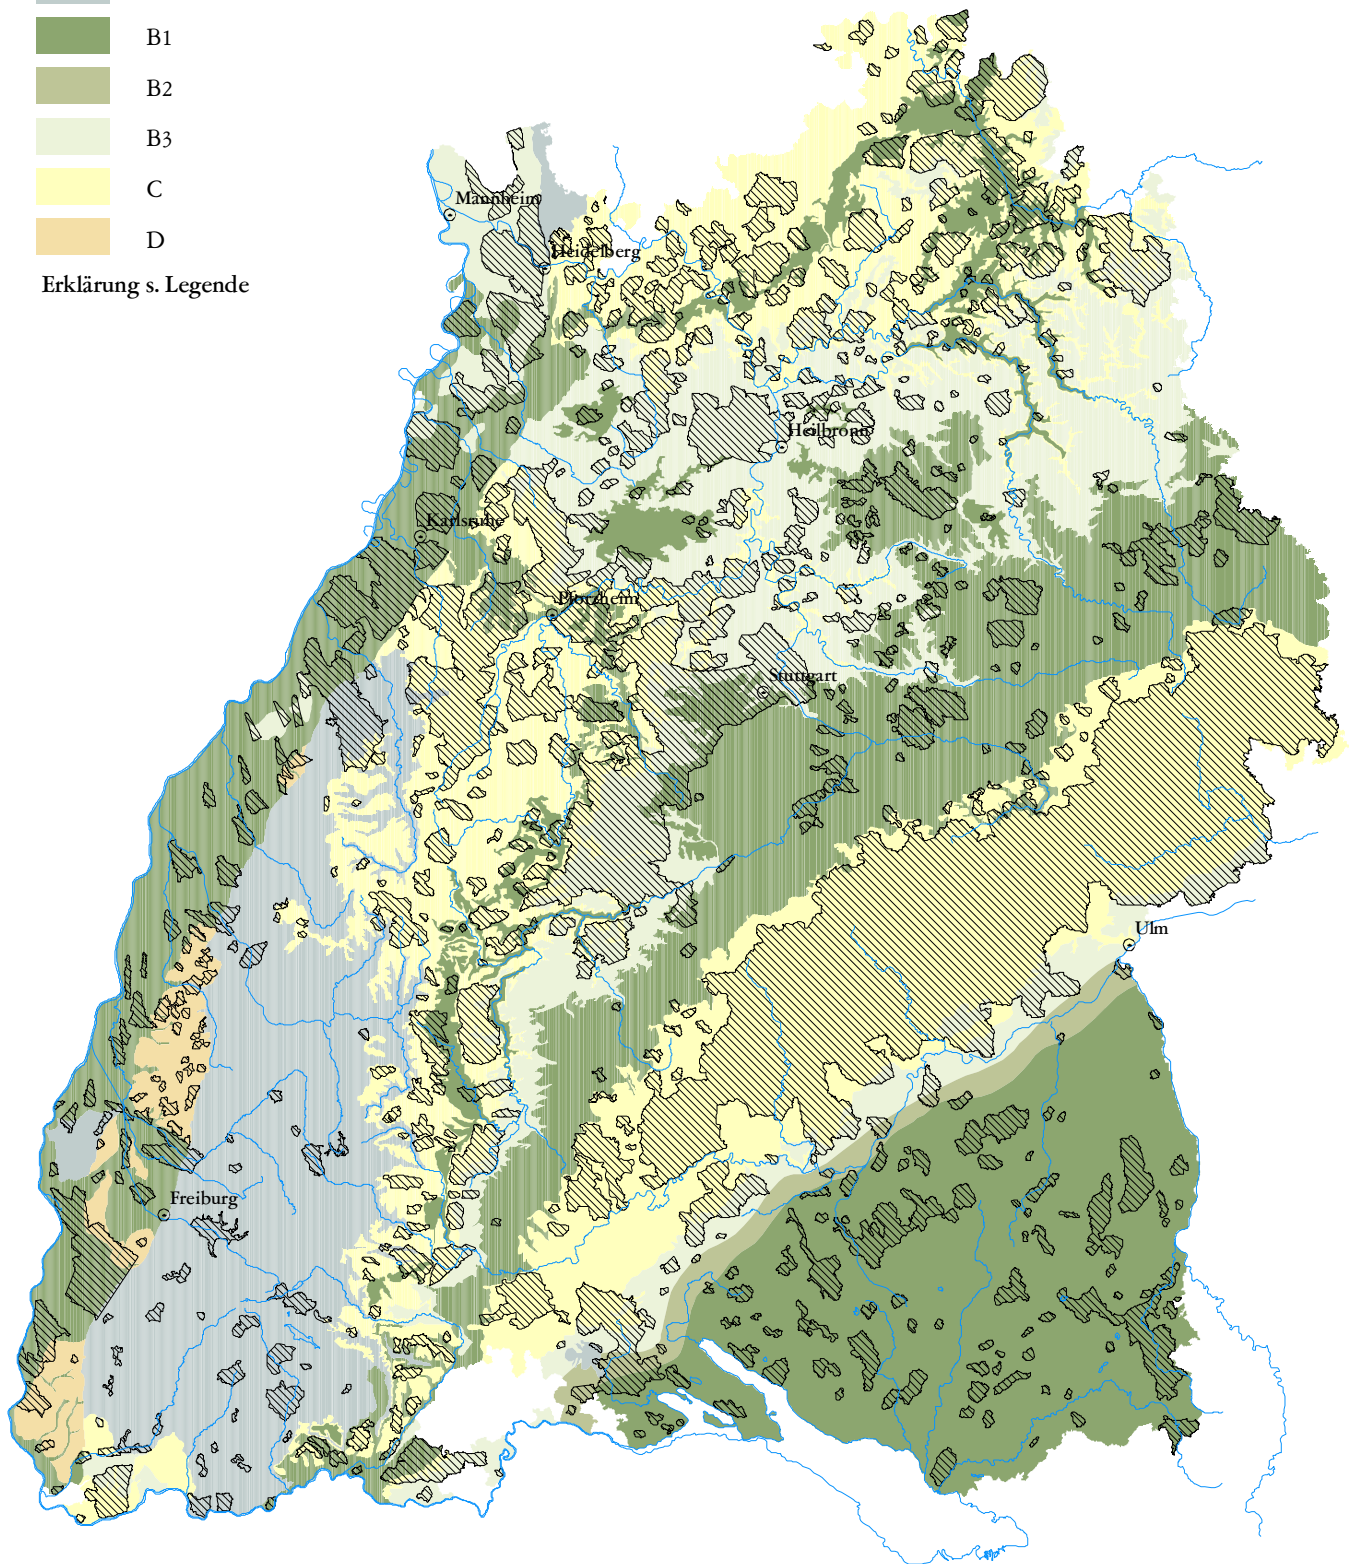 B1
B2
B3
C
D
Erklärung s. Legende
Mannheim
Heidelberg
Heilbronn
Karlsruhe
Pforzheim
Stuttgart
Ulm
Freiburg